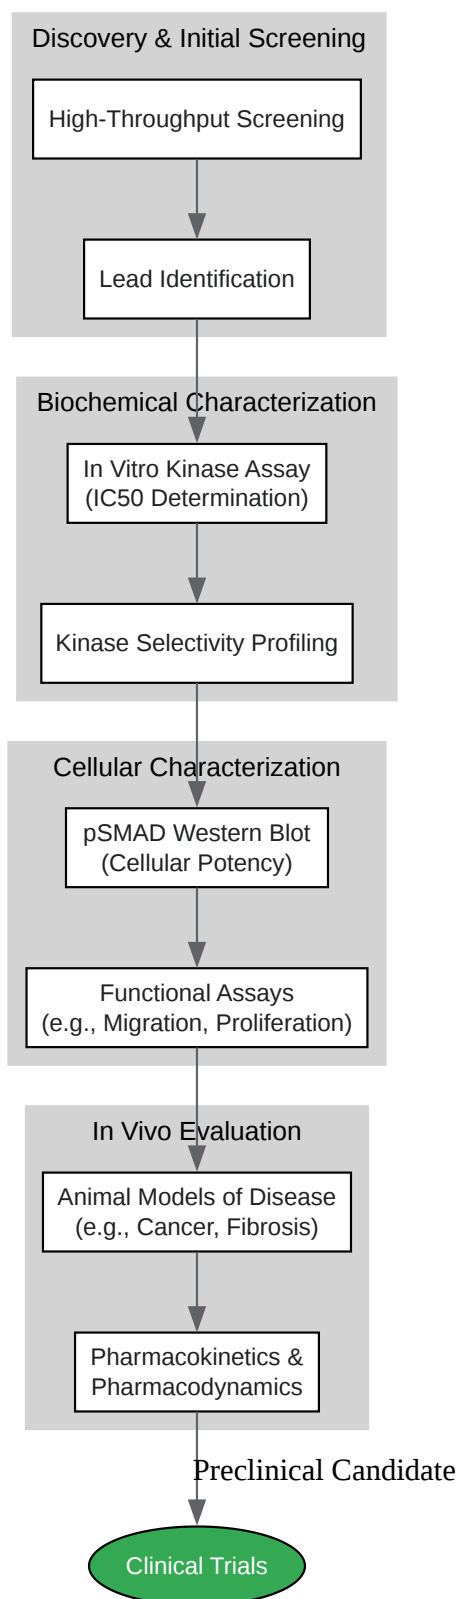 Discovery & Initial Screening
High-Throughput Screening
Lead Identification
Biochemical Characterization
In Vitro Kinase Assay
(IC50 Determination)
Kinase Selectivity Profiling
Cellular Characterization
pSMAD Western Blot
(Cellular Potency)
Functional Assays
(e.g., Migration, Proliferation)
In Vivo Evaluation
Animal Models of Disease
(e.g., Cancer, Fibrosis)
Pharmacokinetics &
Pharmacodynamics
Preclinical Candidate
Clinical Trials